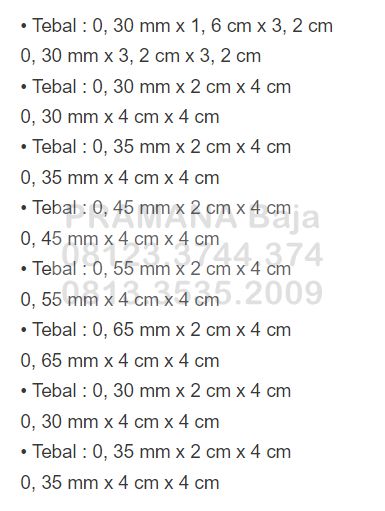 • Tebal : 0, 30 mm x 1, 6 cm x 3, 2 cm
0, 30 mm x 3, 2 cm x 3, 2 cm
• Tebal : 0, 30 mm x 2 cm x 4 cm
0, 30 mm x 4 cm x 4 cm
• Tebal : 0, 35 mm x 2 cm x 4 cm
0, 35 mm x 4 cm x 4 cm
• Tebal : 0, 45 mm x 2 cm x 4 cm
PRAMANA Baja
0, 45 mm x 4 cm x 4 cm
08123.3744.374
• Tebal : 0, 55 mm x 2 cm x 4 cm
0813.3535.2009
0, 55 mm x 4 cm x 4 cm
• Tebal : 0, 65 mm x 2 cm x 4 cm
0, 65 mm x 4 cm x 4 cm
• Tebal : 0, 30 mm x 2 cm x 4 cm
0, 30 mm x 4 cm x 4 cm
• Tebal : 0, 35 mm x 2 cm x 4 cm
0, 35 mm x 4 cm x 4 cm